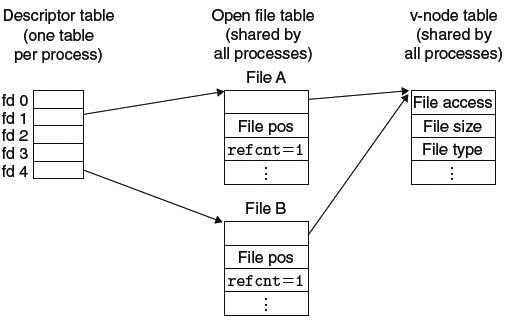 Descriptor table
(one table
per process)
Open file table
(shared by
all processes)
v-node table
(shared by
all processes)
fd 0
fd 1
fd 2
fd 3
fd 4
File A
File pos
refcnt=1
⋮
File B
File pos
refcnt=1
⋮
File access
File size
File type
⋮